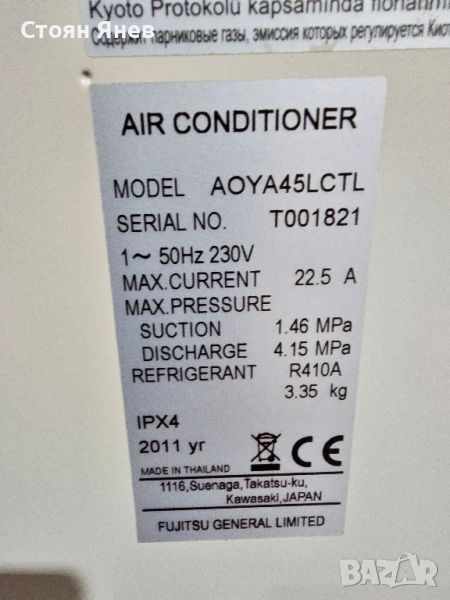 Kyoto Protokolü kapsamında
Стоян Янев
Содержит парниковые газы, эмиссия которых регулируется
AIR CONDITIONER
MODEL AOYA45LCTL
SERIAL NO. T001821
1~ 50Hz 230V
MAX.CURRENT 22.5 A
MAX.PRESSURE
SUCTION 1.46 MPa
DISCHARGE 4.15 MPa
REFRIGERANT R410A
3.35 kg
IPX4
2011 yr
CE
MADE IN THAILAND
1116,Suenaga,Takatsu-ku,
Kawasaki,JAPAN
FUJITSU GENERAL LIMITED
BAZAR